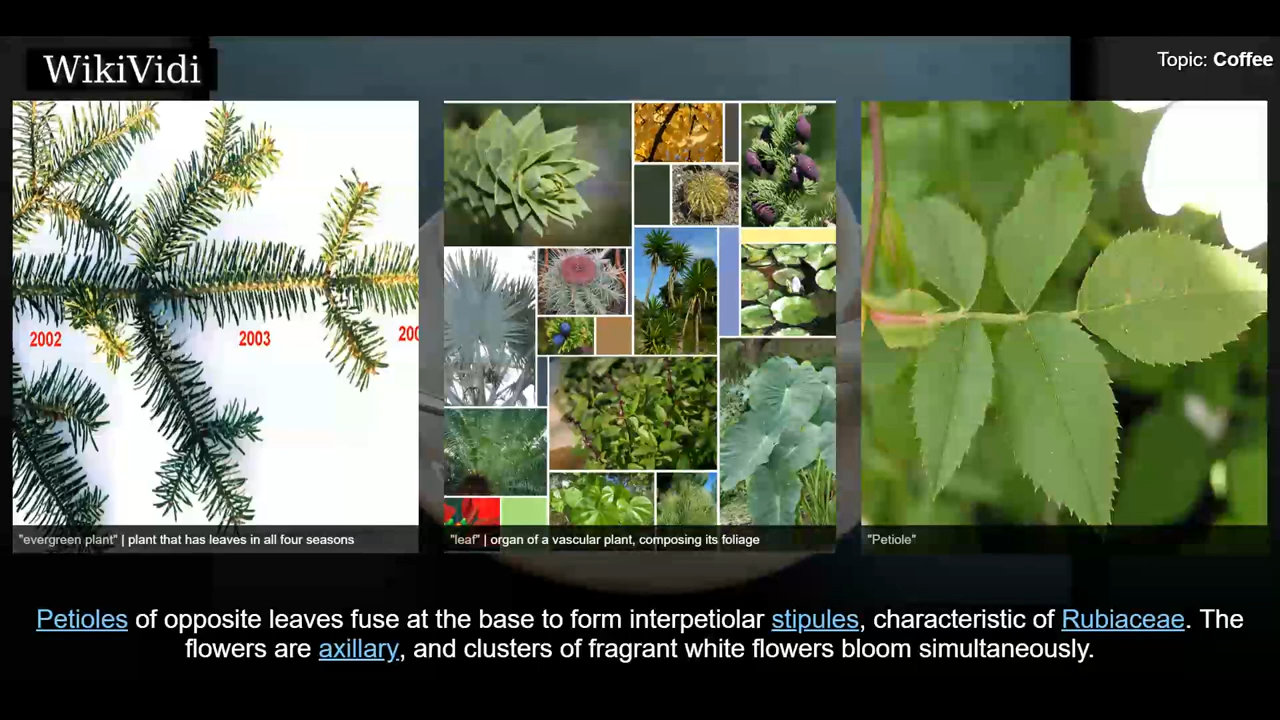 WikiVidi
Topic: Coffee
2002
2003
200
"evergreen plant" | plant that has leaves in all four seasons
"leaf" | organ of a vascular plant, composing its foliage
"Petiole"
Petioles of opposite leaves fuse at the base to form interpetiolar stipules, characteristic of Rubiaceae. The
flowers are axillary, and clusters of fragrant white flowers bloom simultaneously.